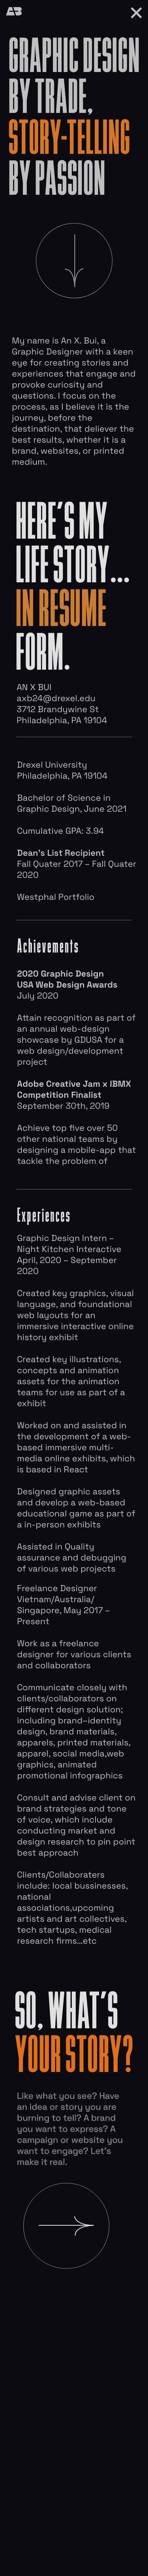 AB
GRAPHIC DESIGN
BY TRADE,
STORY-TELLING
BY PASSION
My name is An X. Bui, a
Graphic Designer with a keen
eye for creating stories and
experiences that engage and
provoke curiosity and
questions. I focus on the
process, as I believe it is the
journey, before the
destination, that deliever the
best results, whether it is a
brand, websites, or printed
medium.
HERE'S MY
LIFE STORY...
IN RESUME
FORM.
AN X BUI
axb24@drexel.edu
3712 Brandywine St
Philadelphia, PA 19104
Drexel University
Philadelphia, PA 19104
Bachelor of Science in
Graphic Design, June 2021
Cumulative GPA: 3.94
Dean's List Recipient
Fall Quater 2017 – Fall Quater
2020
Westphal Portfolio
Achievements
2020 Graphic Design
USA Web Design Awards
July 2020
Attain recognition as part of
an annual web-design
showcase by GDUSA for a
web design/development
project
Adobe Creative Jam x IBMX
Competition Finalist
September 30th, 2019
Achieve top five over 50
other national teams by
designing a mobile-app that
tackle the problem of
Experiences
Graphic Design Intern –
Night Kitchen Interactive
April, 2020 – September
2020
Created key graphics, visual
language, and foundational
web layouts for an
immersive interactive online
history exhibit
Created key illustrations,
concepts and animation
assets for the animation
teams for use as part of a
exhibit
Worked on and assisted in
the development of a web-
based immersive multi-
media online exhibits, which
is based in React
Designed graphic assets
and develop a web-based
educational game as part of
a in-person exhibits
Assisted in Quality
assurance and debugging
of various web projects
Freelance Designer
Vietnam/Australia/
Singapore, May 2017 –
Present
Work as a freelance
designer for various clients
and collaborators
Communicate closely with
clients/collaborators on
different design solution;
including brand–identity
design, brand materials,
apparels, printed materials,
apparel, social media,web
graphics, animated
promotional infographics
Consult and advise client on
brand strategies and tone
of voice, which include
conducting market and
design research to pin point
best approach
Clients/Collaboraters
include: local bussinesses,
national
associations,upcoming
artists and art collectives,
tech startups, medical
research firms...etc
SO, WHAT'S
YOUR STORY?
Like what you see? Have
an idea or story you are
burning to tell? A brand
you want to express? A
campaign or website you
want to engage? Let's
make it real.